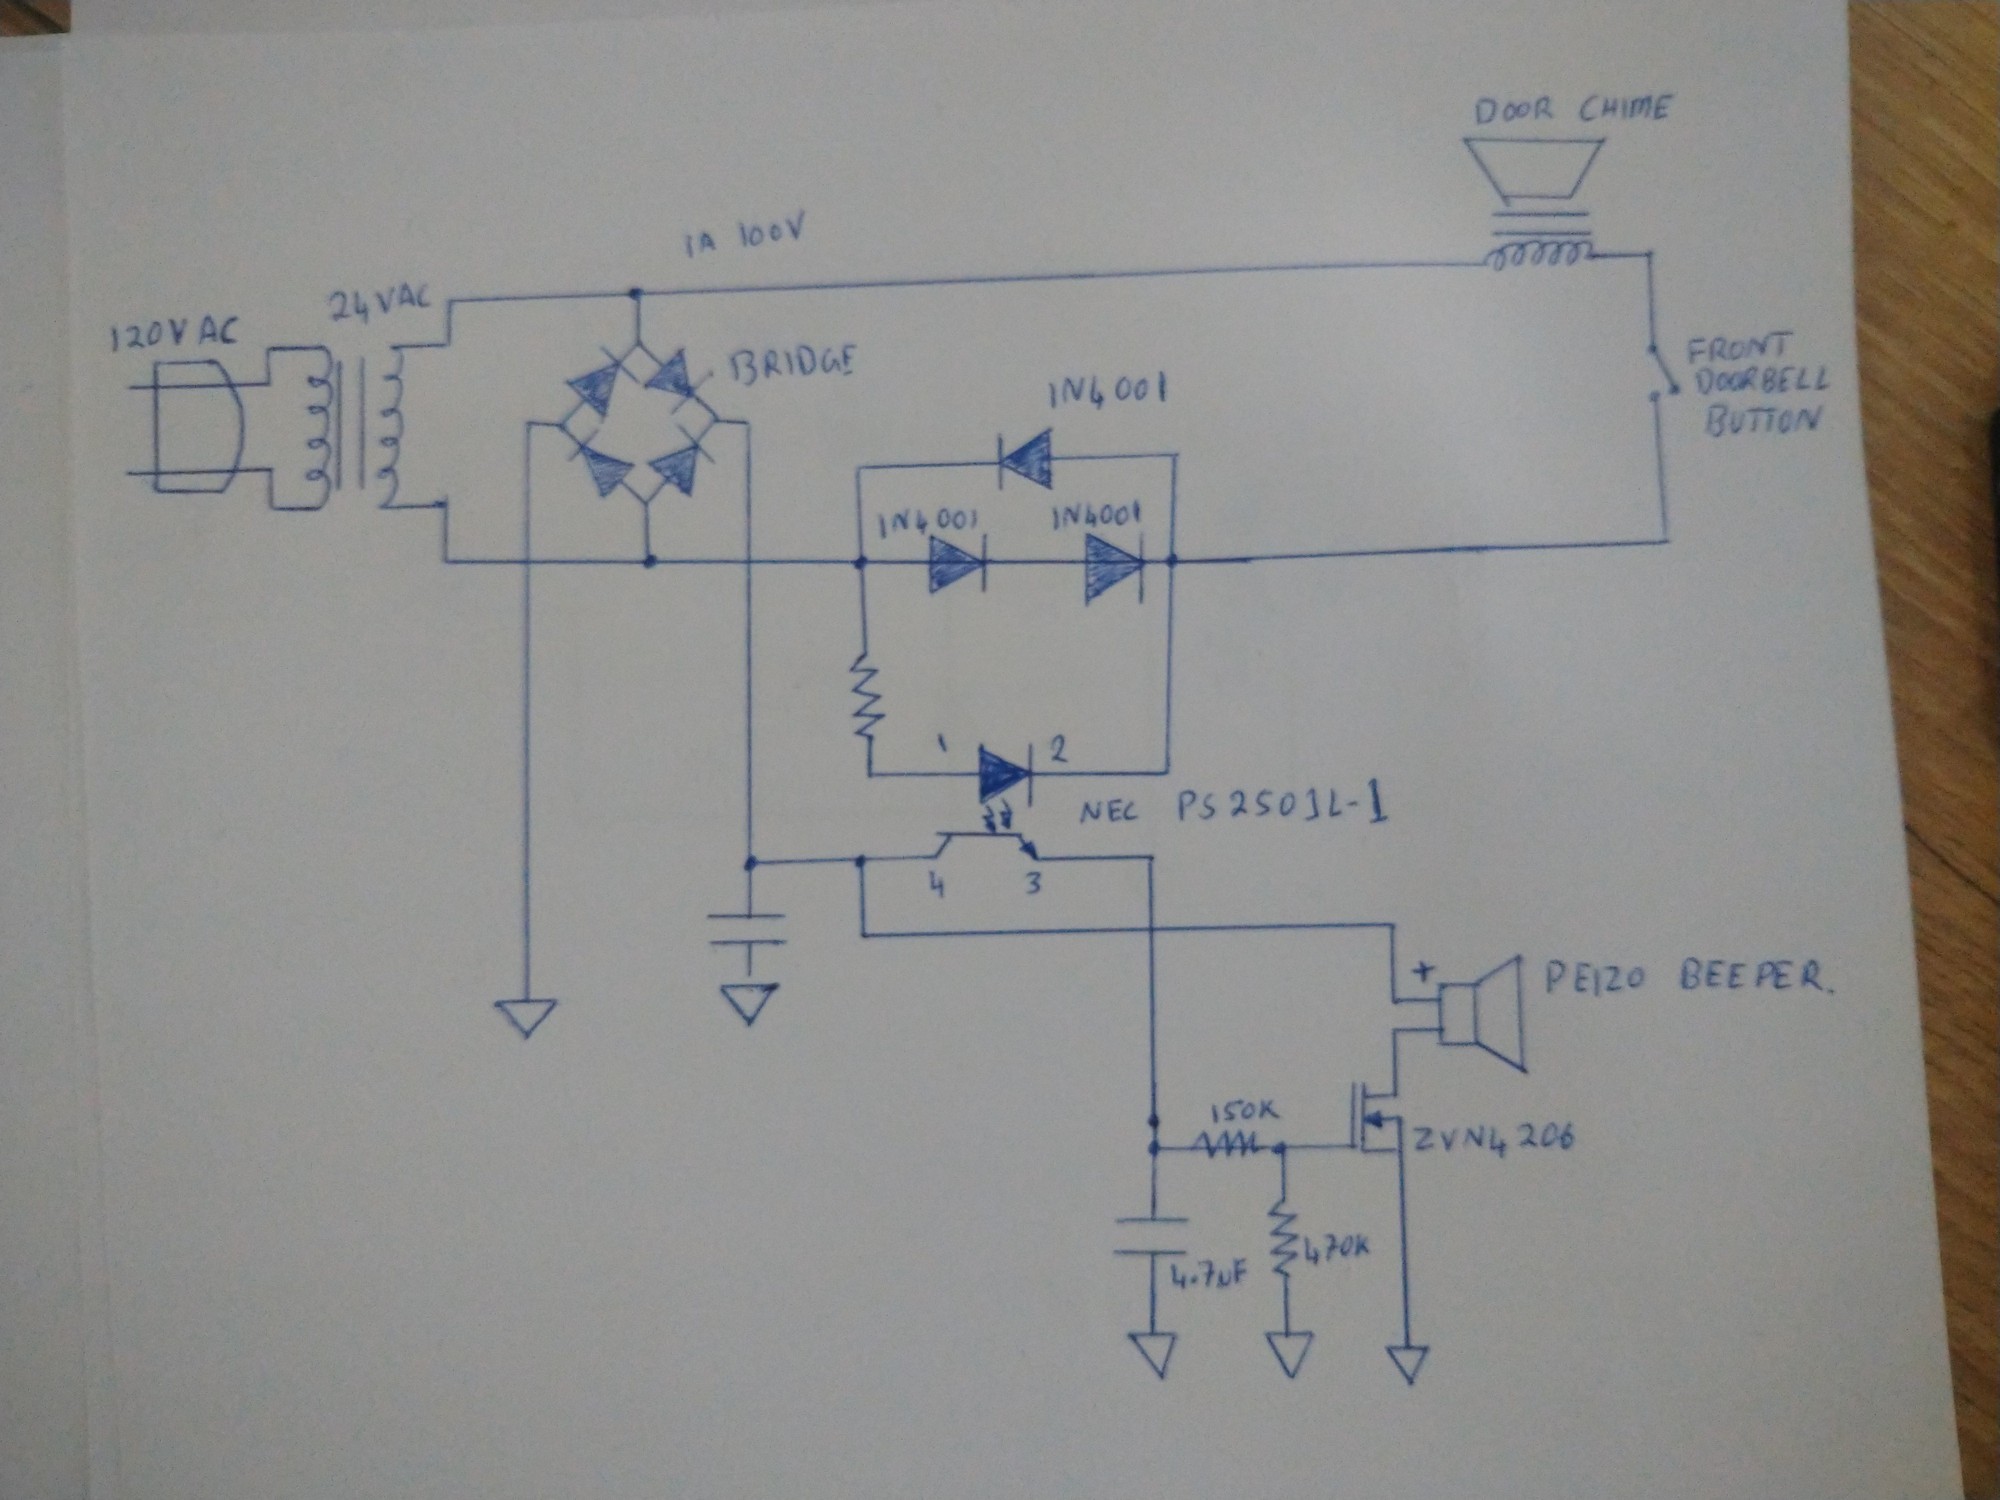 DOOR CHIME
1A 100V
24VAC
120VAC
BRIDGE
FRONT
DOORBELL
BUTTON
1N4001
1N4001
1N4001
1
2
NEC PS2501L-1
4
3
+
PEIZO BEEPER.
150K
ZVN4206
4.7nF
470K